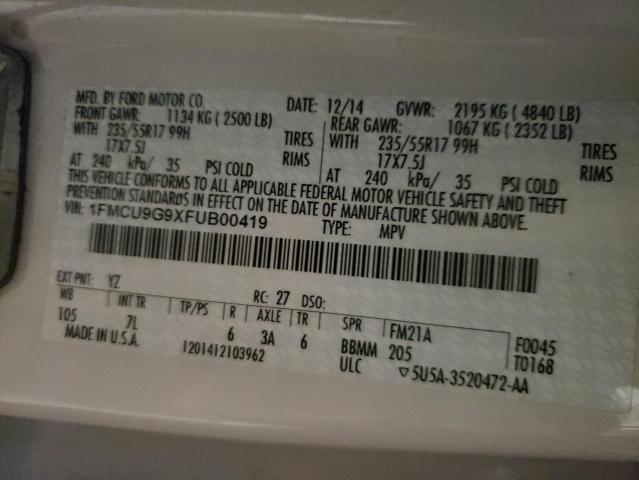 MFD. BY FORD MOTOR CO. DATE: 12/14 GVWR: 2195 KG ( 4840 LB)
FRONT GAWR: 1134 KG ( 2500 LB) REAR GAWR: 1067 KG ( 2352 LB)
WITH 235/55R17 99H TIRES WITH 235/55R17 99H TIRES
17X7.5J RIMS 17X7.5J RIMS
AT 240 kPa/ 35 PSI COLD AT 240 kPa/ 35 PSI COLD
THIS VEHICLE CONFORMS TO ALL APPLICABLE FEDERAL MOTOR VEHICLE SAFETY AND THEFT
PREVENTION STANDARDS IN EFFECT ON THE DATE OF MANUFACTURE SHOWN ABOVE.
VIN: 1FMCU9G9XFUB00419 TYPE: MPV
EXT PNT: YZ RC: 27 DSO:
WB INT TR TP/PS R AXLE TR SPR FM21A F0045
105 7L 6 3A 6 BBMM 205 T0168
MADE IN U.S.A. 1201412103962 ULC ▽5U5A-3520472-AA